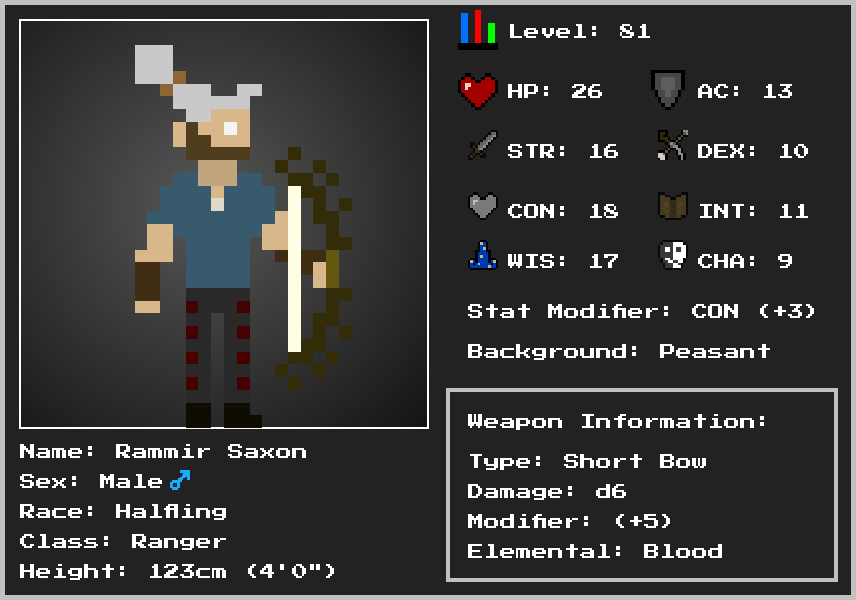 Level: 81
HP: 26 AC: 13
STR: 16 DEX: 10
CON: 18 INT: 11
WIS: 17 CHA: 9
Stat Modifier: CON (+3)
Background: Peasant
Weapon Information:
Type: Short Bow
Damage: d6
Modifier: (+5)
Elemental: Blood
Name: Rammir Saxon
Sex: Male ♂
Race: Halfling
Class: Ranger
Height: 123cm (4'0")